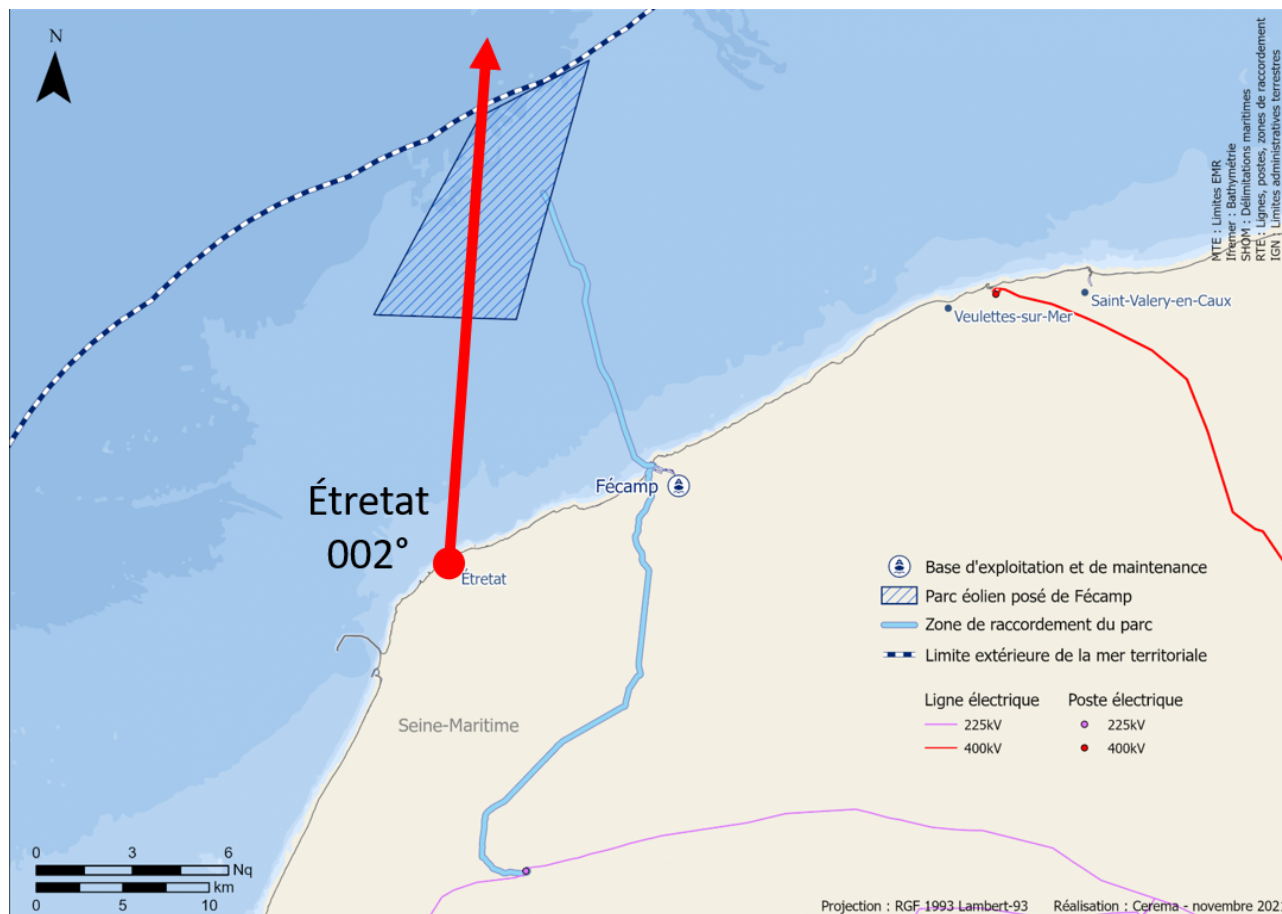 N
MTE : Limites EMR
Ifremer : Bathymétrie
SHOM : Délimitations maritimes
RTE : Lignes, postes, zones de raccordement
IGN : Limites administratives terrestres
Saint-Valery-en-Caux
Veulettes-sur-Mer
Fécamp
Étretat
002°
Étretat
Base d'exploitation et de maintenance
Parc éolien posé de Fécamp
Zone de raccordement du parc
Limite extérieure de la mer territoriale
Ligne électrique
Poste électrique
225kV
225kV
400kV
400kV
Seine-Maritime
0 3 6
Nq
km
0 5 10
Projection : RGF 1993 Lambert-93
Réalisation : Cerema - novembre 202